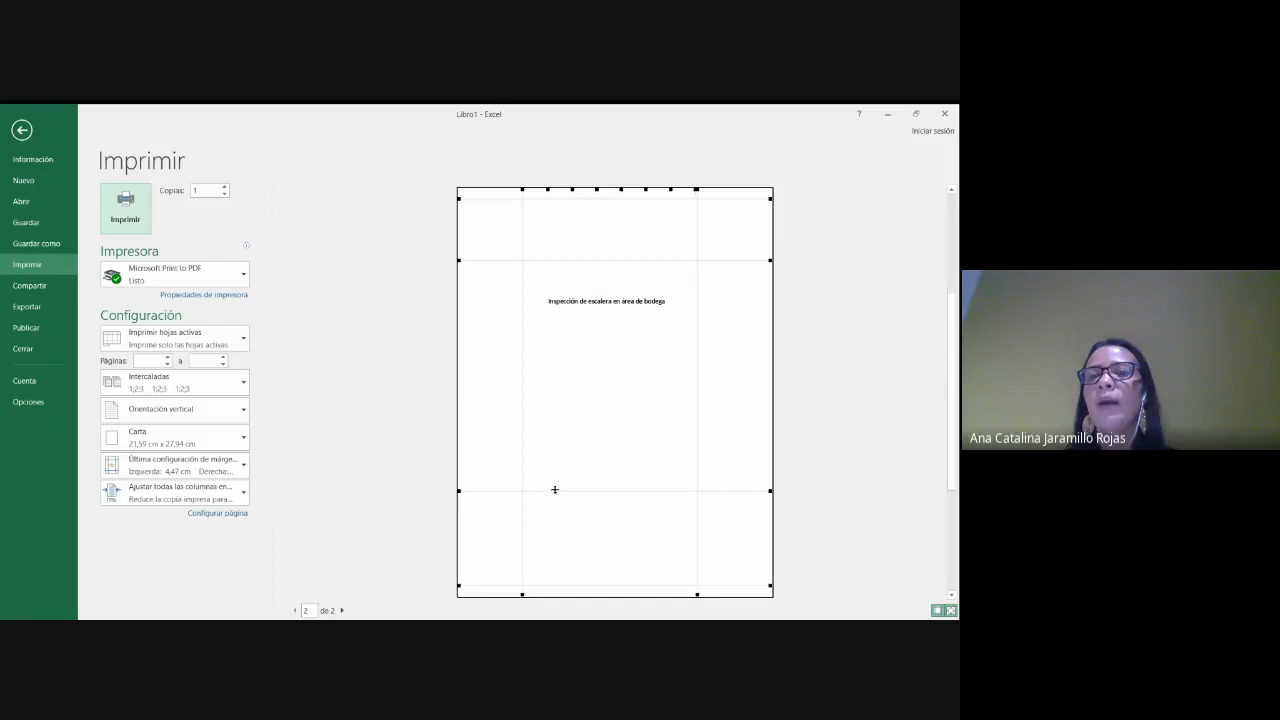 Libro1 - Excel
?
Iniciar sesión
Información
Nuevo
Abrir
Guardar
Guardar como
Imprimir
Compartir
Exportar
Publicar
Cerrar
Cuenta
Opciones
Imprimir
Imprimir
Copias: 1
Impresora
Microsoft Print to PDF
Listo
Propiedades de impresora
Configuración
Imprimir hojas activas
Imprime solo las hojas activas
Páginas: a
Intercaladas
1;2;3 1;2;3 1;2;3
Orientación vertical
Carta
21,59 cm x 27,94 cm
Última configuración de márge...
Izquierda: 4,47 cm Derecha:...
Ajustar todas las columnas en...
Reduce la copia impresa para...
Configurar página
Inspección de escalera en área de bodega
2 de 2
Ana Catalina Jaramillo Rojas